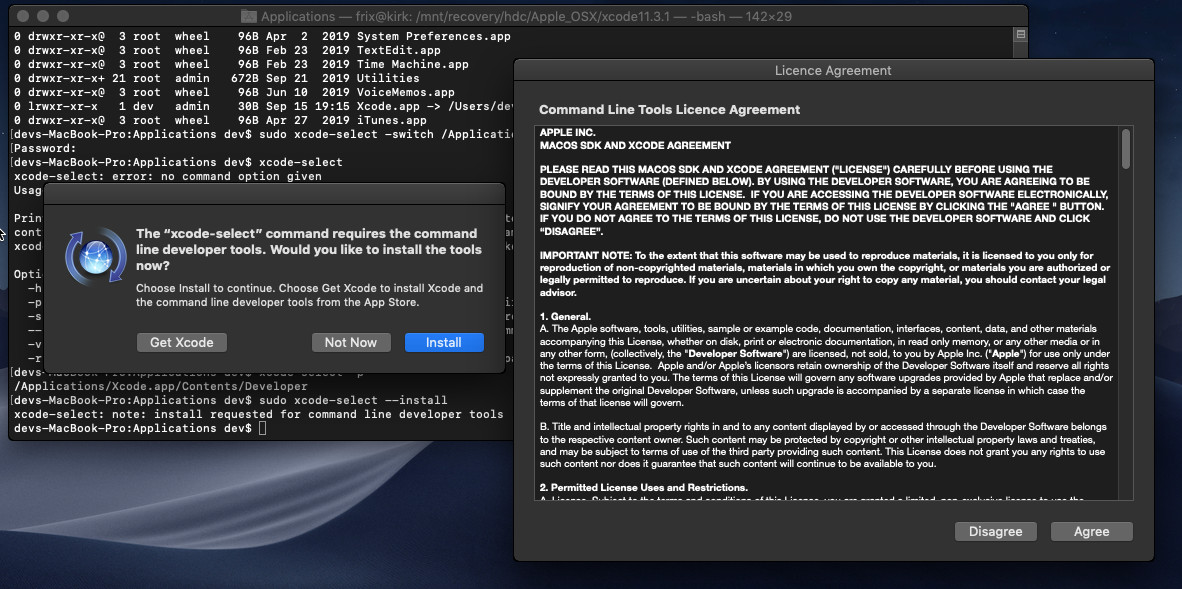 Applications — frix@kirk: /mnt/recovery/hdc/Apple_OSX/xcode11.3.1 — -bash — 142×29
0 drwxr-xr-x@  3 root  wheel    96B Apr  2  2019 System Preferences.app
0 drwxr-xr-x@  3 root  wheel    96B Feb 23  2019 TextEdit.app
0 drwxr-xr-x@  3 root  wheel    96B Feb 23  2019 Time Machine.app
0 drwxr-xr-x+ 21 root  admin   672B Sep 21  2019 Utilities
0 drwxr-xr-x@  3 root  wheel    96B Jun 10  2019 VoiceMemos.app
0 lrwxr-xr-x   1 dev   admin    30B Sep 15 19:15 Xcode.app -> /Users/dev
0 drwxr-xr-x@  3 root  wheel    96B Apr 27  2019 iTunes.app
[devs-MacBook-Pro:Applications dev$ sudo xcode-select -switch /Applicatio
[Password:
[devs-MacBook-Pro:Applications dev$ xcode-select
xcode-select: error: no command option given
Usag
Prin
cont
xcod
Opti
-h
-p
-s
--
-v
-r
[devs-MacBook-Pro:Applications dev$ xcode-select -p
/Applications/Xcode.app/Contents/Developer
[devs-MacBook-Pro:Applications dev$ sudo xcode-select --install
xcode-select: note: install requested for command line developer tools
devs-MacBook-Pro:Applications dev$
The “xcode-select” command requires the command
line developer tools. Would you like to install the tools
now?
Choose Install to continue. Choose Get Xcode to install Xcode and
the command line developer tools from the App Store.
Get Xcode Not Now Install
Licence Agreement
Command Line Tools Licence Agreement
APPLE INC.
MACOS SDK AND XCODE AGREEMENT
PLEASE READ THIS MACOS SDK AND XCODE AGREEMENT ("LICENSE") CAREFULLY BEFORE USING THE
DEVELOPER SOFTWARE (DEFINED BELOW). BY USING THE DEVELOPER SOFTWARE, YOU ARE AGREEING TO BE
BOUND BY THE TERMS OF THIS LICENSE.  IF YOU ARE ACCESSING THE DEVELOPER SOFTWARE ELECTRONICALLY,
SIGNIFY YOUR AGREEMENT TO BE BOUND BY THE TERMS OF THIS LICENSE BY CLICKING THE "AGREE " BUTTON.
IF YOU DO NOT AGREE TO THE TERMS OF THIS LICENSE, DO NOT USE THE DEVELOPER SOFTWARE AND CLICK
“DISAGREE”.
IMPORTANT NOTE: To the extent that this software may be used to reproduce materials, it is licensed to you only for
reproduction of non-copyrighted materials, materials in which you own the copyright, or materials you are authorized or
legally permitted to reproduce. If you are uncertain about your right to copy any material, you should contact your legal
advisor.
1. General.
A. The Apple software, tools, utilities, sample or example code, documentation, interfaces, content, data, and other materials
accompanying this License, whether on disk, print or electronic documentation, in read only memory, or any other media or in
any other form, (collectively, the "Developer Software") are licensed, not sold, to you by Apple Inc. ("Apple") for use only under
the terms of this License.  Apple and/or Apple’s licensors retain ownership of the Developer Software itself and reserve all rights
not expressly granted to you. The terms of this License will govern any software upgrades provided by Apple that replace and/or
supplement the original Developer Software, unless such upgrade is accompanied by a separate license in which case the
terms of that license will govern.
B. Title and intellectual property rights in and to any content displayed by or accessed through the Developer Software belongs
to the respective content owner. Such content may be protected by copyright or other intellectual property laws and treaties,
and may be subject to terms of use of the third party providing such content. This License does not grant you any rights to use
such content nor does it guarantee that such content will continue to be available to you.
2. Permitted License Uses and Restrictions.
A. License. Subject to the terms and conditions of this License, you are granted a limited, non-exclusive license to use the
Disagree Agree